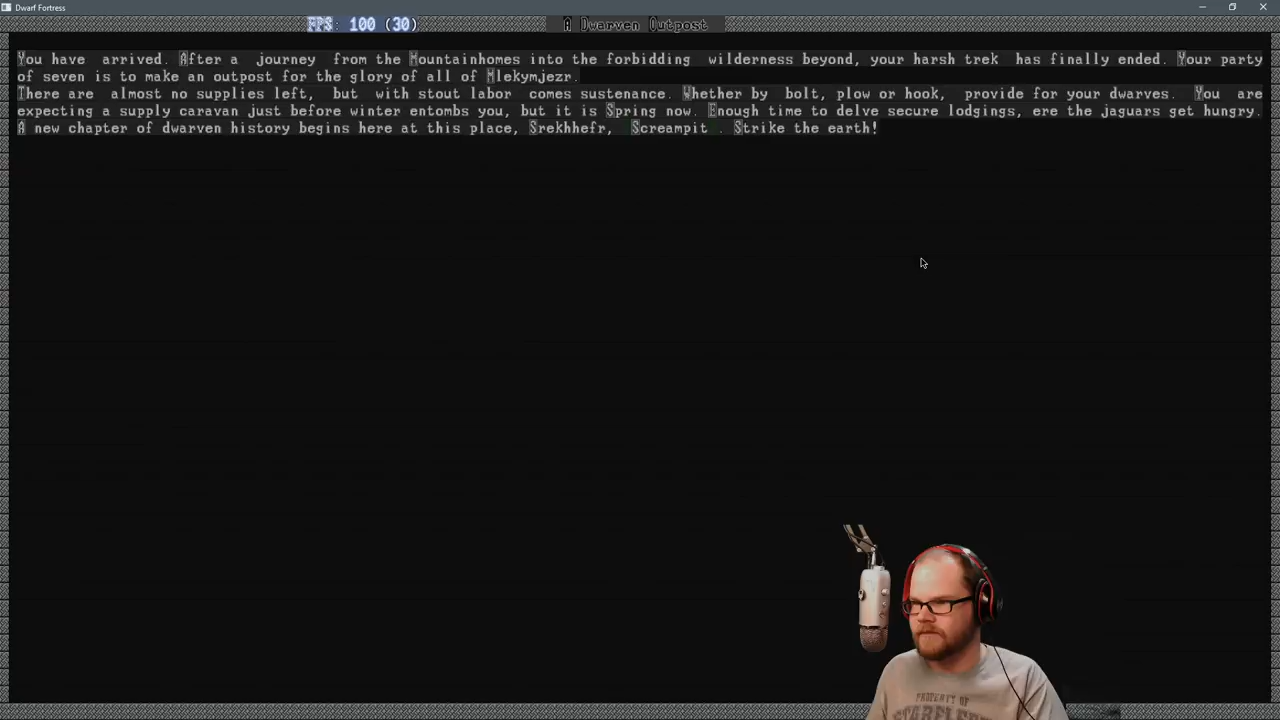 Dwarf Fortress
FPS: 100 (30)
A Dwarven Outpost
You have arrived. After a journey from the Mountainhomes into the forbidding wilderness beyond, your harsh trek has finally ended. Your party
of seven is to make an outpost for the glory of all of Mlekymjezr.
There are almost no supplies left, but with stout labor comes sustenance. Whether by bolt, plow or hook, provide for your dwarves. You are
expecting a supply caravan just before winter entombs you, but it is Spring now. Enough time to delve secure lodgings, ere the jaguars get hungry.
A new chapter of dwarven history begins here at this place, Srekhhefr, Screampit . Strike the earth!
PROPERTY OF
STARFLEET